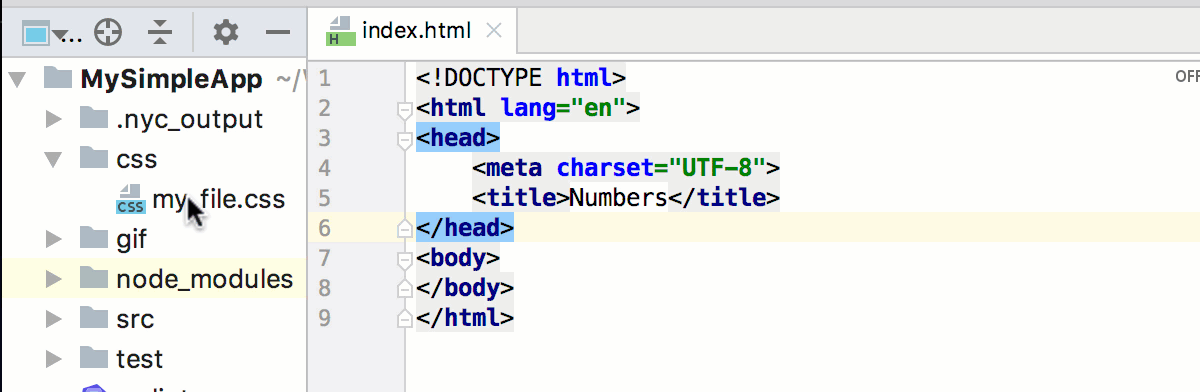 ...
index.html
MySimpleApp ~/
.nyc_output
css
my_file.css
gif
node_modules
src
test
1 <!DOCTYPE html>
2 <html lang="en">
3 <head>
4 <meta charset="UTF-8">
5 <title>Numbers</title>
6 </head>
7 <body>
8 </body>
9 </html>
OFF